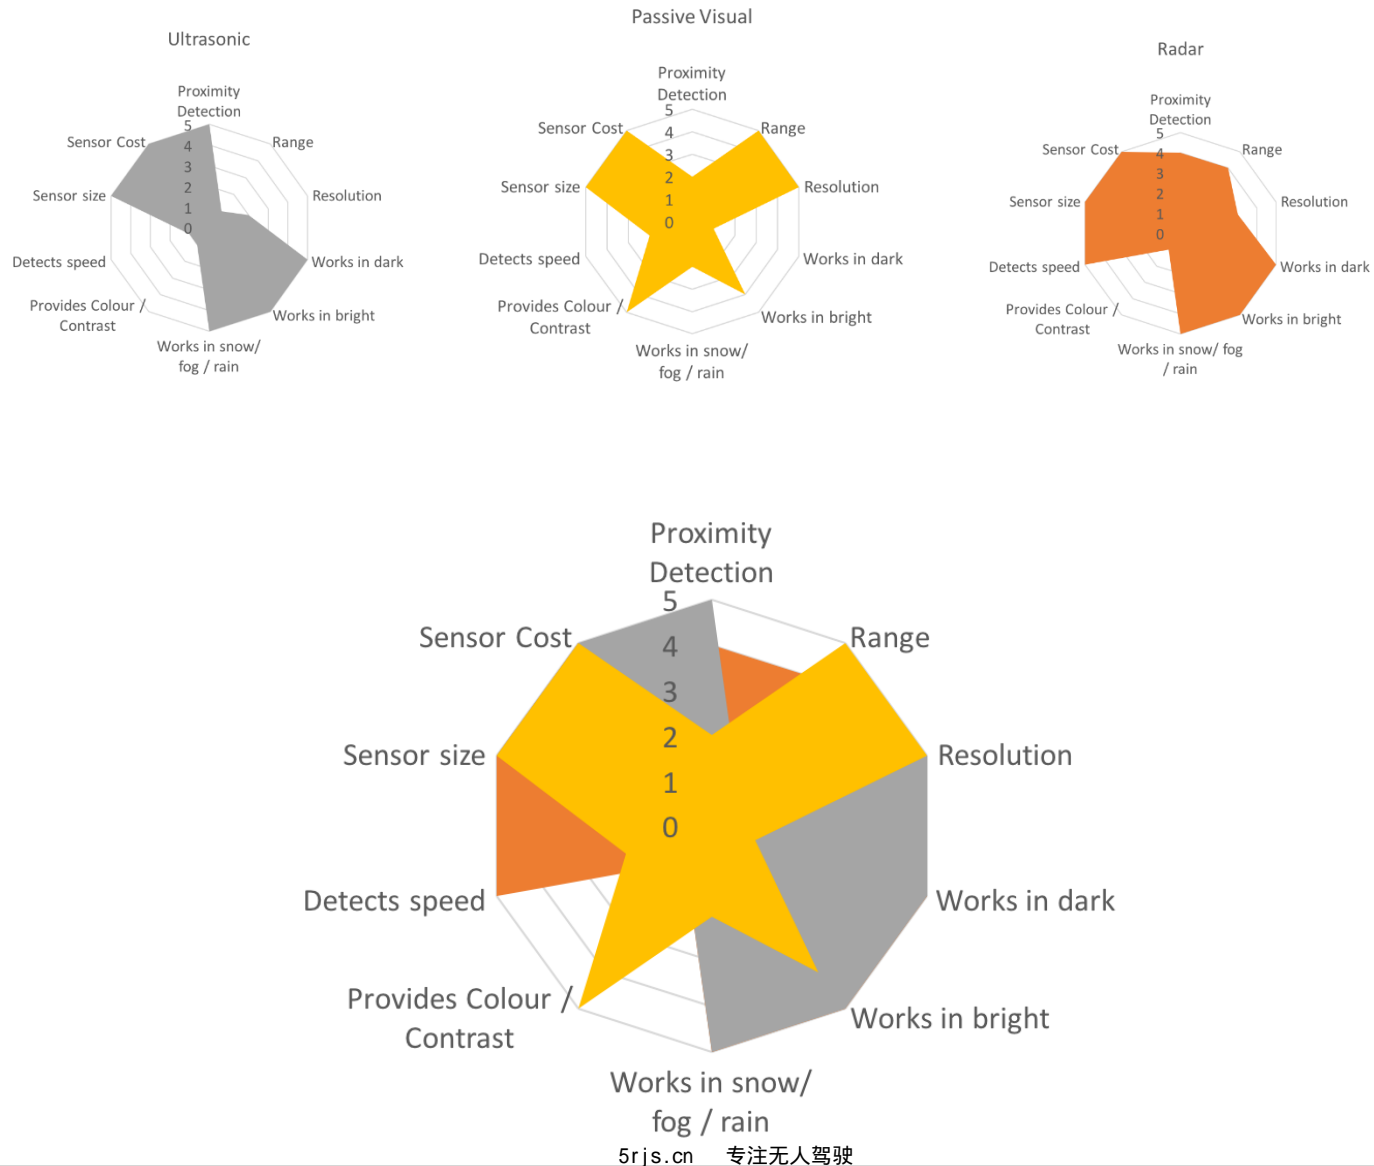 Ultrasonic
Proximity
Detection
5
4
3
2
1
0
Range
Resolution
Works in dark
Works in bright
Works in snow/
fog / rain
Provides Colour /
Contrast
Detects speed
Sensor size
Sensor Cost
Passive Visual
Proximity
Detection
5
4
3
2
1
0
Range
Resolution
Works in dark
Works in bright
Works in snow/
fog / rain
Provides Colour /
Contrast
Detects speed
Sensor size
Sensor Cost
Radar
Proximity
Detection
5
4
3
2
1
0
Range
Resolution
Works in dark
Works in bright
Works in snow/ fog
/ rain
Provides Colour /
Contrast
Detects speed
Sensor size
Sensor Cost
Proximity
Detection
5
4
3
2
1
0
Range
Resolution
Works in dark
Works in bright
Works in snow/
fog / rain
Provides Colour /
Contrast
Detects speed
Sensor size
Sensor Cost
5rjs.cn 专注无人驾驶